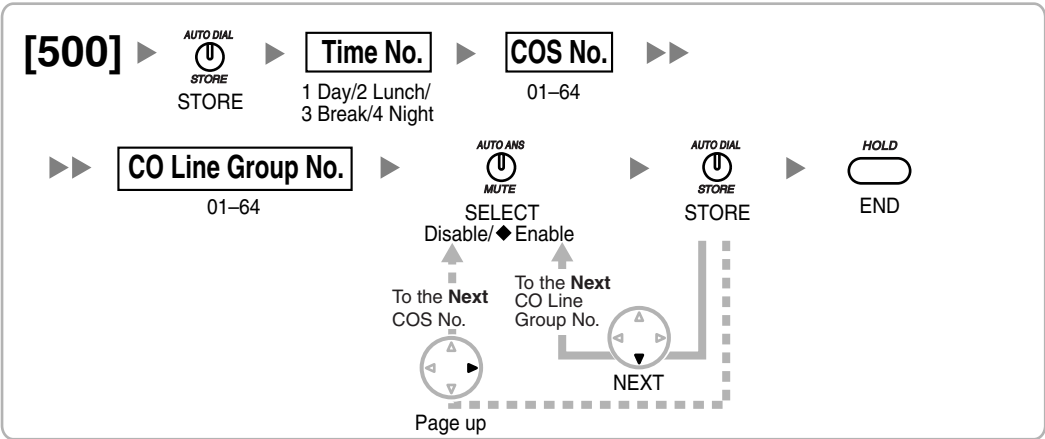 [500]
AUTO DIAL
STORE
STORE
Time No.
1 Day/2 Lunch/
3 Break/4 Night
COS No.
01–64
CO Line Group No.
01–64
AUTO ANS
MUTE
SELECT
Disable/◆Enable
AUTO DIAL
STORE
STORE
HOLD
END
To the Next
COS No.
To the Next
CO Line
Group No.
NEXT
Page up